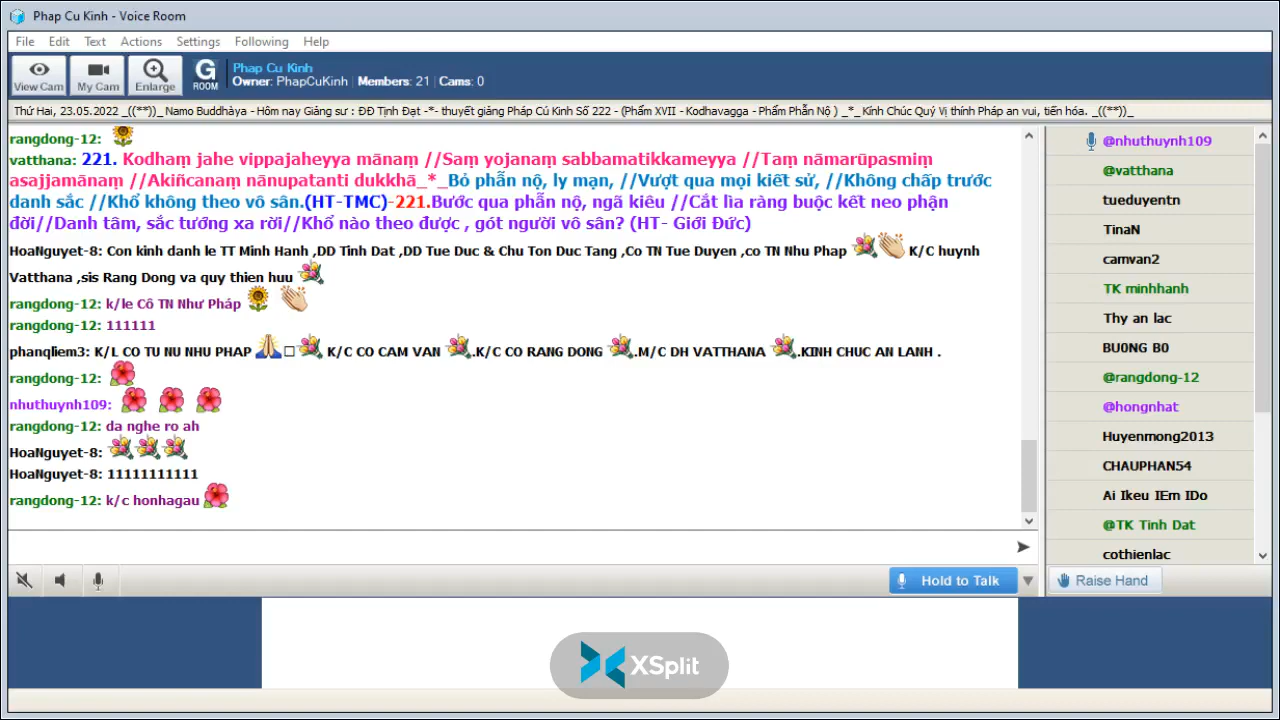 Phap Cu Kinh - Voice Room
File Edit Text Actions Settings Following Help
View Cam My Cam Enlarge G ROOM
Phap Cu Kinh
Owner: PhapCuKinh | Members: 21 | Cams: 0
Thứ Hai, 23.05.2022 _((**))_ Namo Buddhàya - Hôm nay Giảng sư : ĐĐ Tịnh Đạt -*- thuyết giảng Pháp Cú Kinh Số 222 - (Phẩm XVII - Kodhavagga - Phẩm Phẫn Nộ ) _*_ Kính Chúc Quý Vị thính Pháp an vui, tiến hóa. _((**))_
rangdong-12:
vatthana: 221. Kodhaṃ jahe vippajaheyya mānaṃ //Saṃ yojanaṃ sabbamatikkameyya //Taṃ nāmarūpasmiṃ
asajjamānaṃ //Akiñcanaṃ nānupatanti dukkhā_*_Bỏ phẫn nộ, ly mạn, //Vượt qua mọi kiết sử, //Không chấp trước
danh sắc //Khổ không theo vô sân.(HT-TMC)-221.Bước qua phẫn nộ, ngã kiêu //Cắt lìa ràng buộc kết neo phận
đời//Danh tâm, sắc tướng xa rời//Khổ nào theo được , gót người vô sân? (HT- Giới Đức)
HoaNguyet-8: Con kinh danh le TT Minh Hanh ,DD Tinh Dat ,DD Tue Duc & Chu Ton Duc Tang ,Co TN Tue Duyen ,co TN Nhu Phap K/C huynh
Vatthana ,sis Rang Dong va quy thien huu
rangdong-12: k/le Cô TN Như Pháp
rangdong-12: 111111
phanqliem3: K/L CO TU NU NHU PHAP K/C CO CAM VAN .K/C CO RANG DONG .M/C DH VATTHANA .KINH CHUC AN LANH .
rangdong-12:
nhuthuynh109:
rangdong-12: da nghe ro ah
HoaNguyet-8:
HoaNguyet-8: 11111111111
rangdong-12: k/c honhagau
@nhuthuynh109
@vatthana
tueduyentn
TinaN
camvan2
TK minhhanh
Thy an lac
BU0NG B0
@rangdong-12
@hongnhat
Huyenmong2013
CHAUPHAN54
Ai Ikeu IEm IDo
@TK Tinh Dat
cothienlac
Hold to Talk
Raise Hand
XSplit